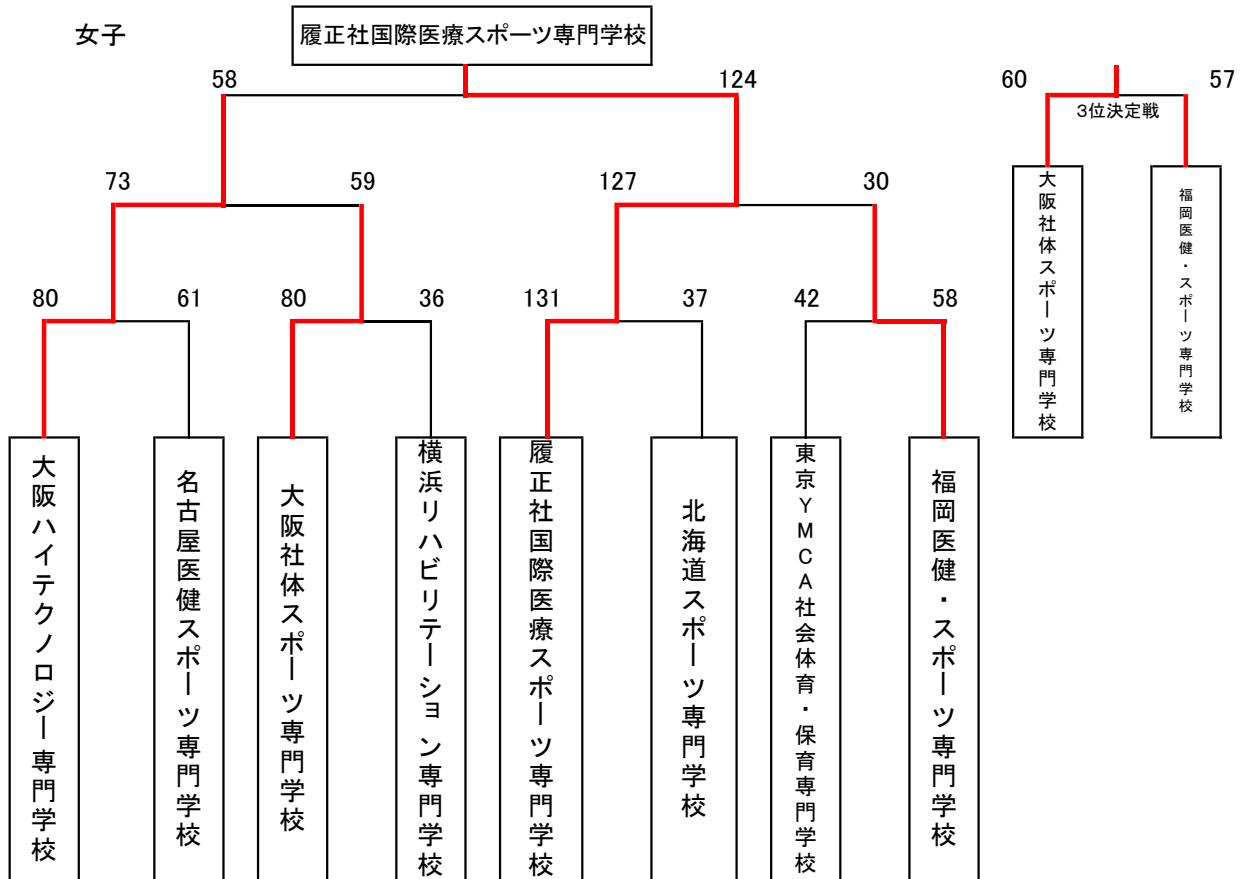 女子
履正社国際医療スポーツ専門学校
58
124
60
57
3位決定戦
73
59
127
30
大阪社体スポーツ専門学校
福岡医健・スポーツ専門学校
80
61
80
36
131
37
42
58
大阪ハイテクノロジー専門学校
名古屋医健スポーツ専門学校
大阪社体スポーツ専門学校
横浜リハビリテーション専門学校
履正社国際医療スポーツ専門学校
北海道スポーツ専門学校
東京YMCA社会体育・保育専門学校
福岡医健・スポーツ専門学校